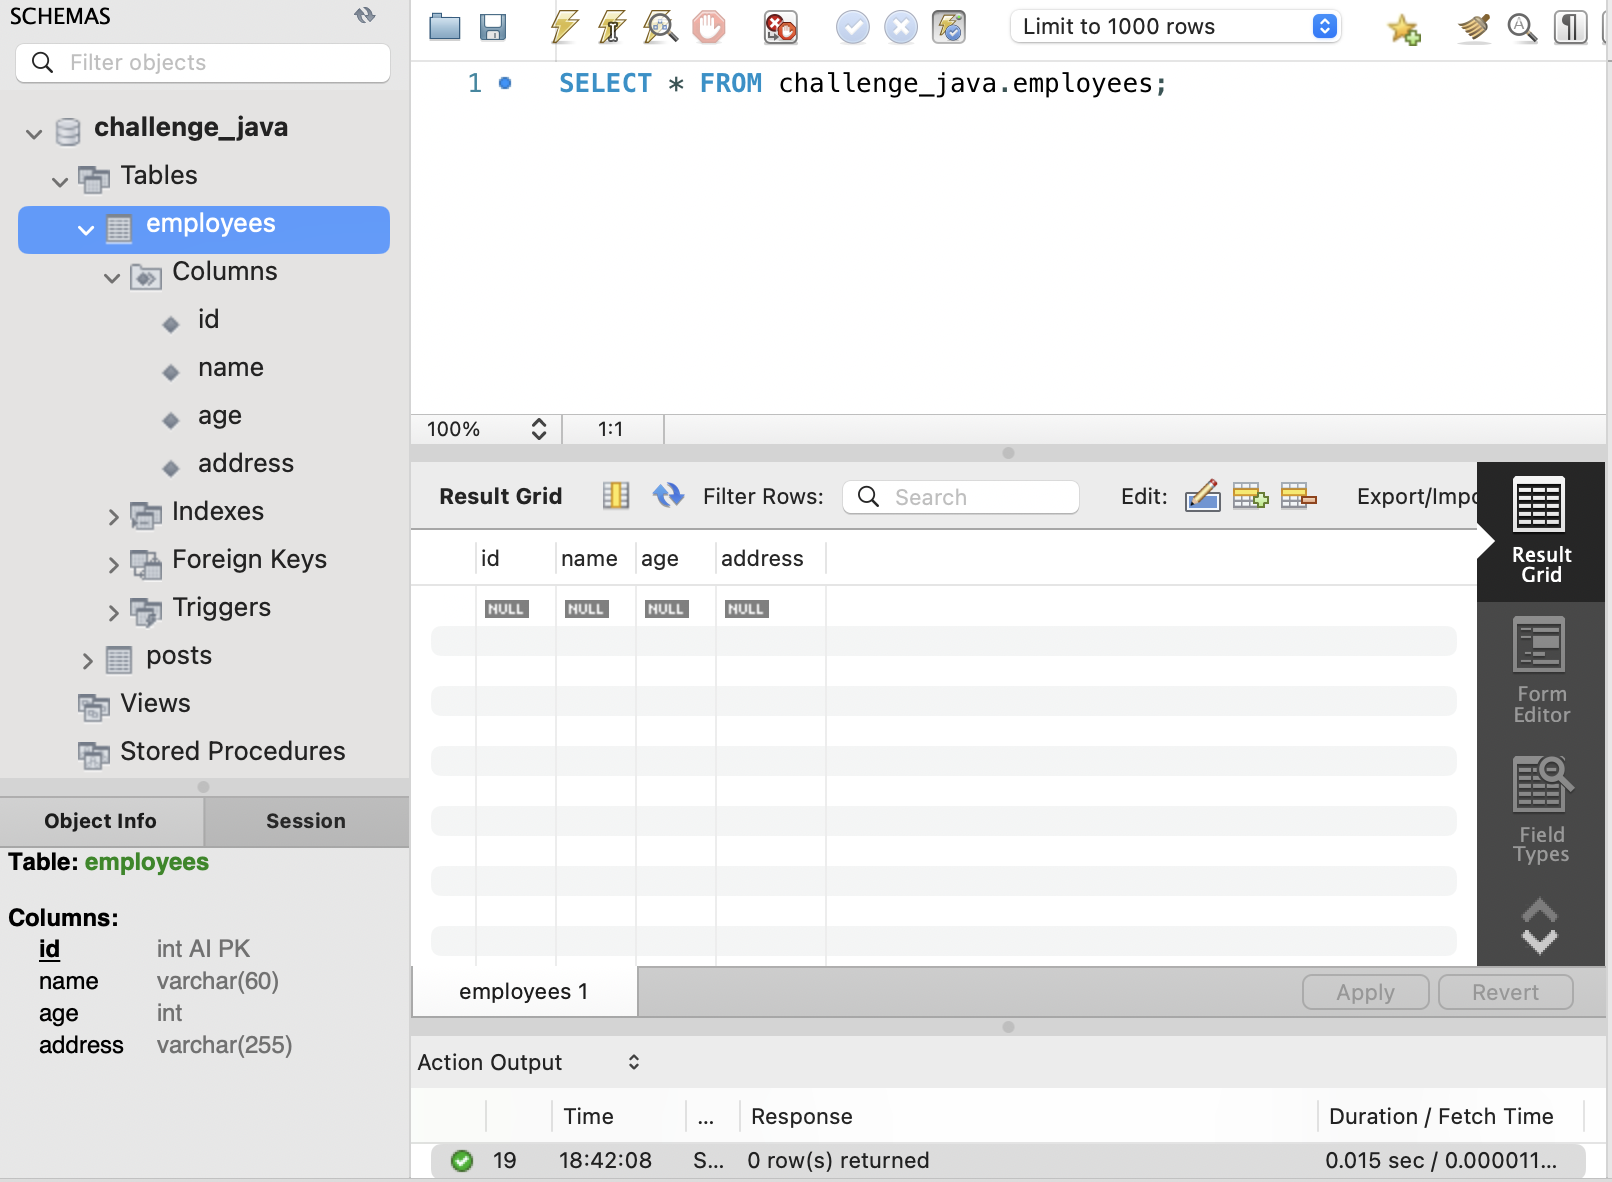 SCHEMAS
Filter objects
challenge_java
Tables
employees
Columns
id
name
age
address
Indexes
Foreign Keys
Triggers
posts
Views
Stored Procedures
Object Info
Session
Table: employees
Columns:
id int AI PK
name varchar(60)
age int
address varchar(255)
Limit to 1000 rows
1 SELECT * FROM challenge_java.employees;
100% 1:1
Result Grid Filter Rows: Search Edit: Export/Impo
id name age address
NULL NULL NULL NULL
Result
Grid
Form
Editor
Field
Types
employees 1
Apply
Revert
Action Output
Time ... Response Duration / Fetch Time
19 18:42:08 S... 0 row(s) returned 0.015 sec / 0.000011...